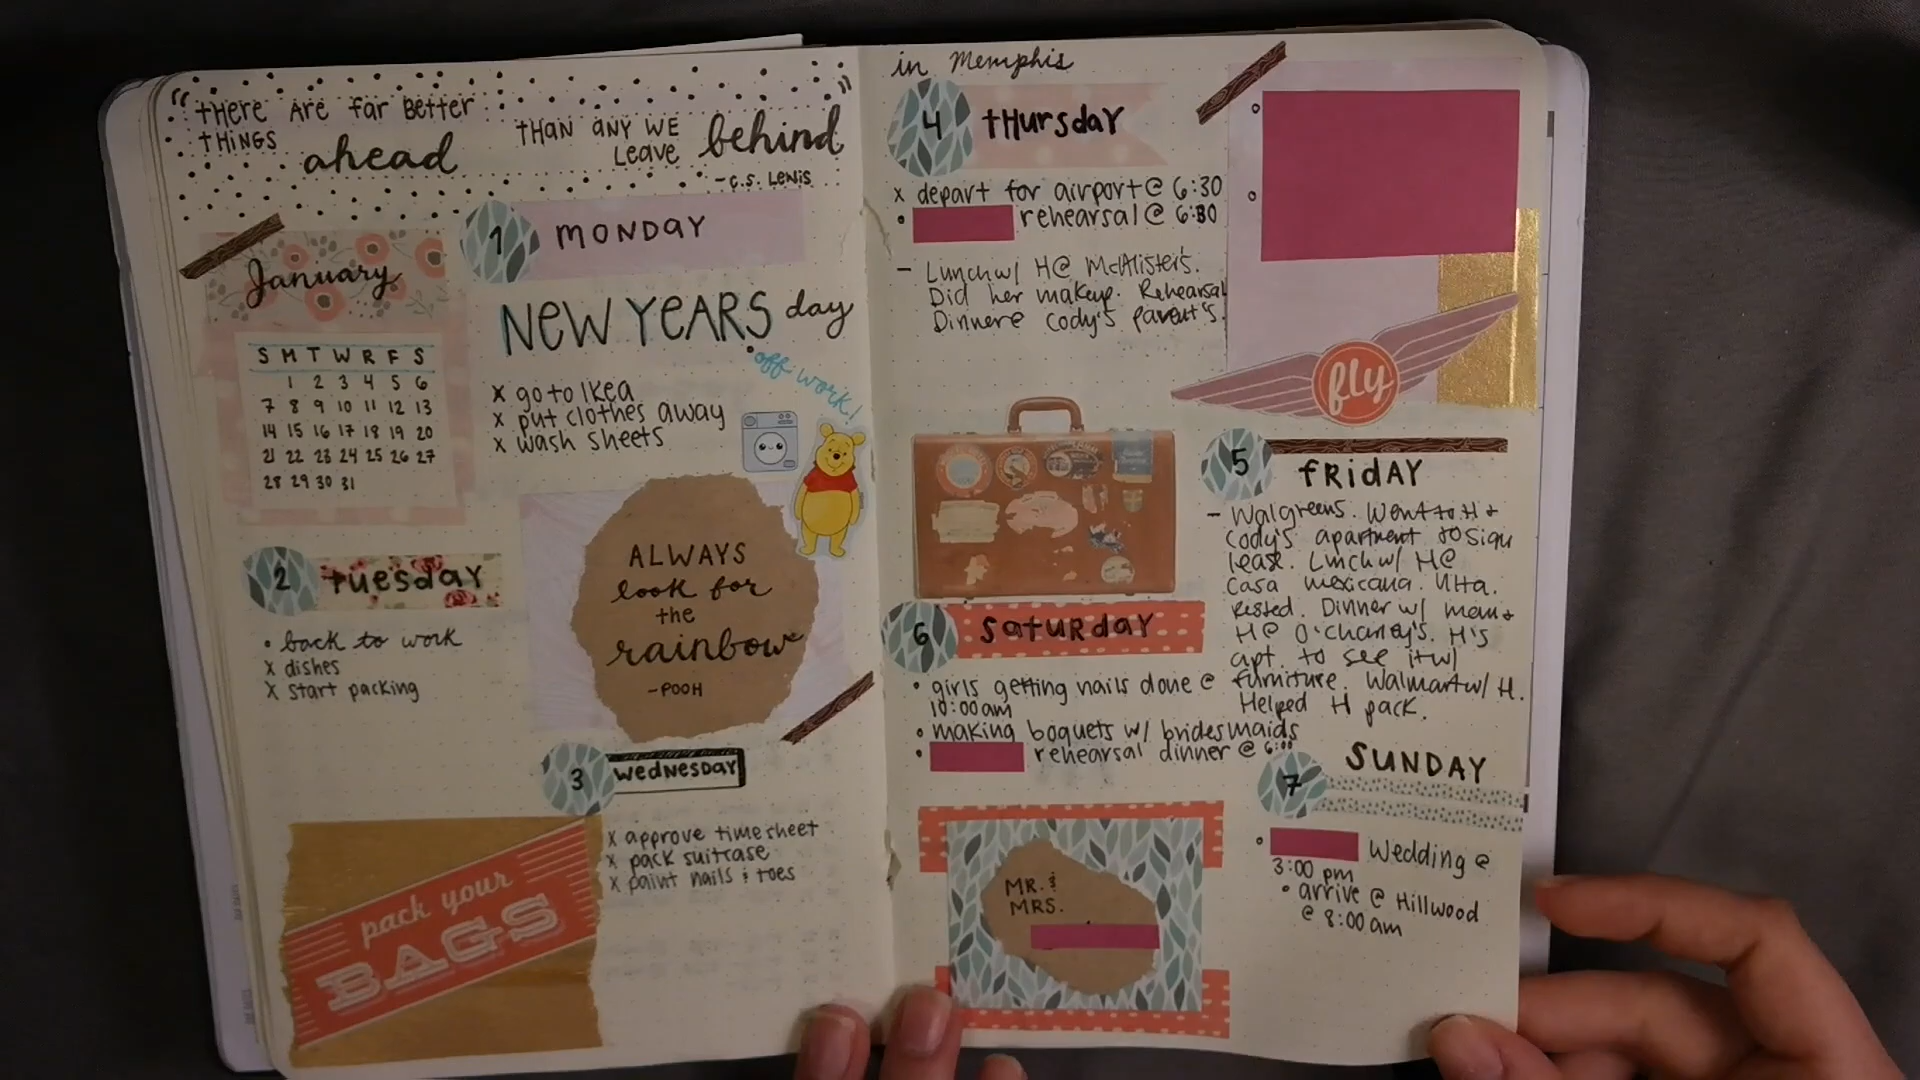 "THERE ARE far BETTER
THINGS ahead
THAN ANY WE
LEAVE behind"
- C.S. LEWIS
January
S M T W R F S
1 2 3 4 5 6
7 8 9 10 11 12 13
14 15 16 17 18 19 20
21 22 23 24 25 26 27
28 29 30 31
1 MONDAY
NEW YEARS day
off work!
x go to Ikea
x put clothes away
x wash sheets
2 TUESDAY
• back to work
x dishes
x start packing
ALWAYS
look for
the
rainbow
-POOH
3 WEDNESDAY
x approve timesheet
x pack suitcase
x paint nails & toes
pack your
BAGS
in Memphis
4 THURSDAY
x depart for airport @ 6:30
• rehearsal @ 6:30
- Lunch w/ H @ McAlister's.
Did her makeup. Rehearsal
Dinnere Cody's parent's.
fly
5 FRIDAY
- Walgreens. Went to H +
Cody's apartment to sign
lease. Lunch w/ H @
Casa Mexicana. Ulta.
Rested. Dinner w/ mom +
H @ O'Charley's. H's
apt. to see it w/
furniture. Walmart w/ H.
Helped H pack.
6 SATURDAY
• girls getting nails done @
10:00am
• making boquets w/ bridesmaids
• rehearsal dinner @ 6:00
MR. &
MRS.
7 SUNDAY
• Wedding @
3:00 pm
• arrive @ Hillwood
@ 8:00am